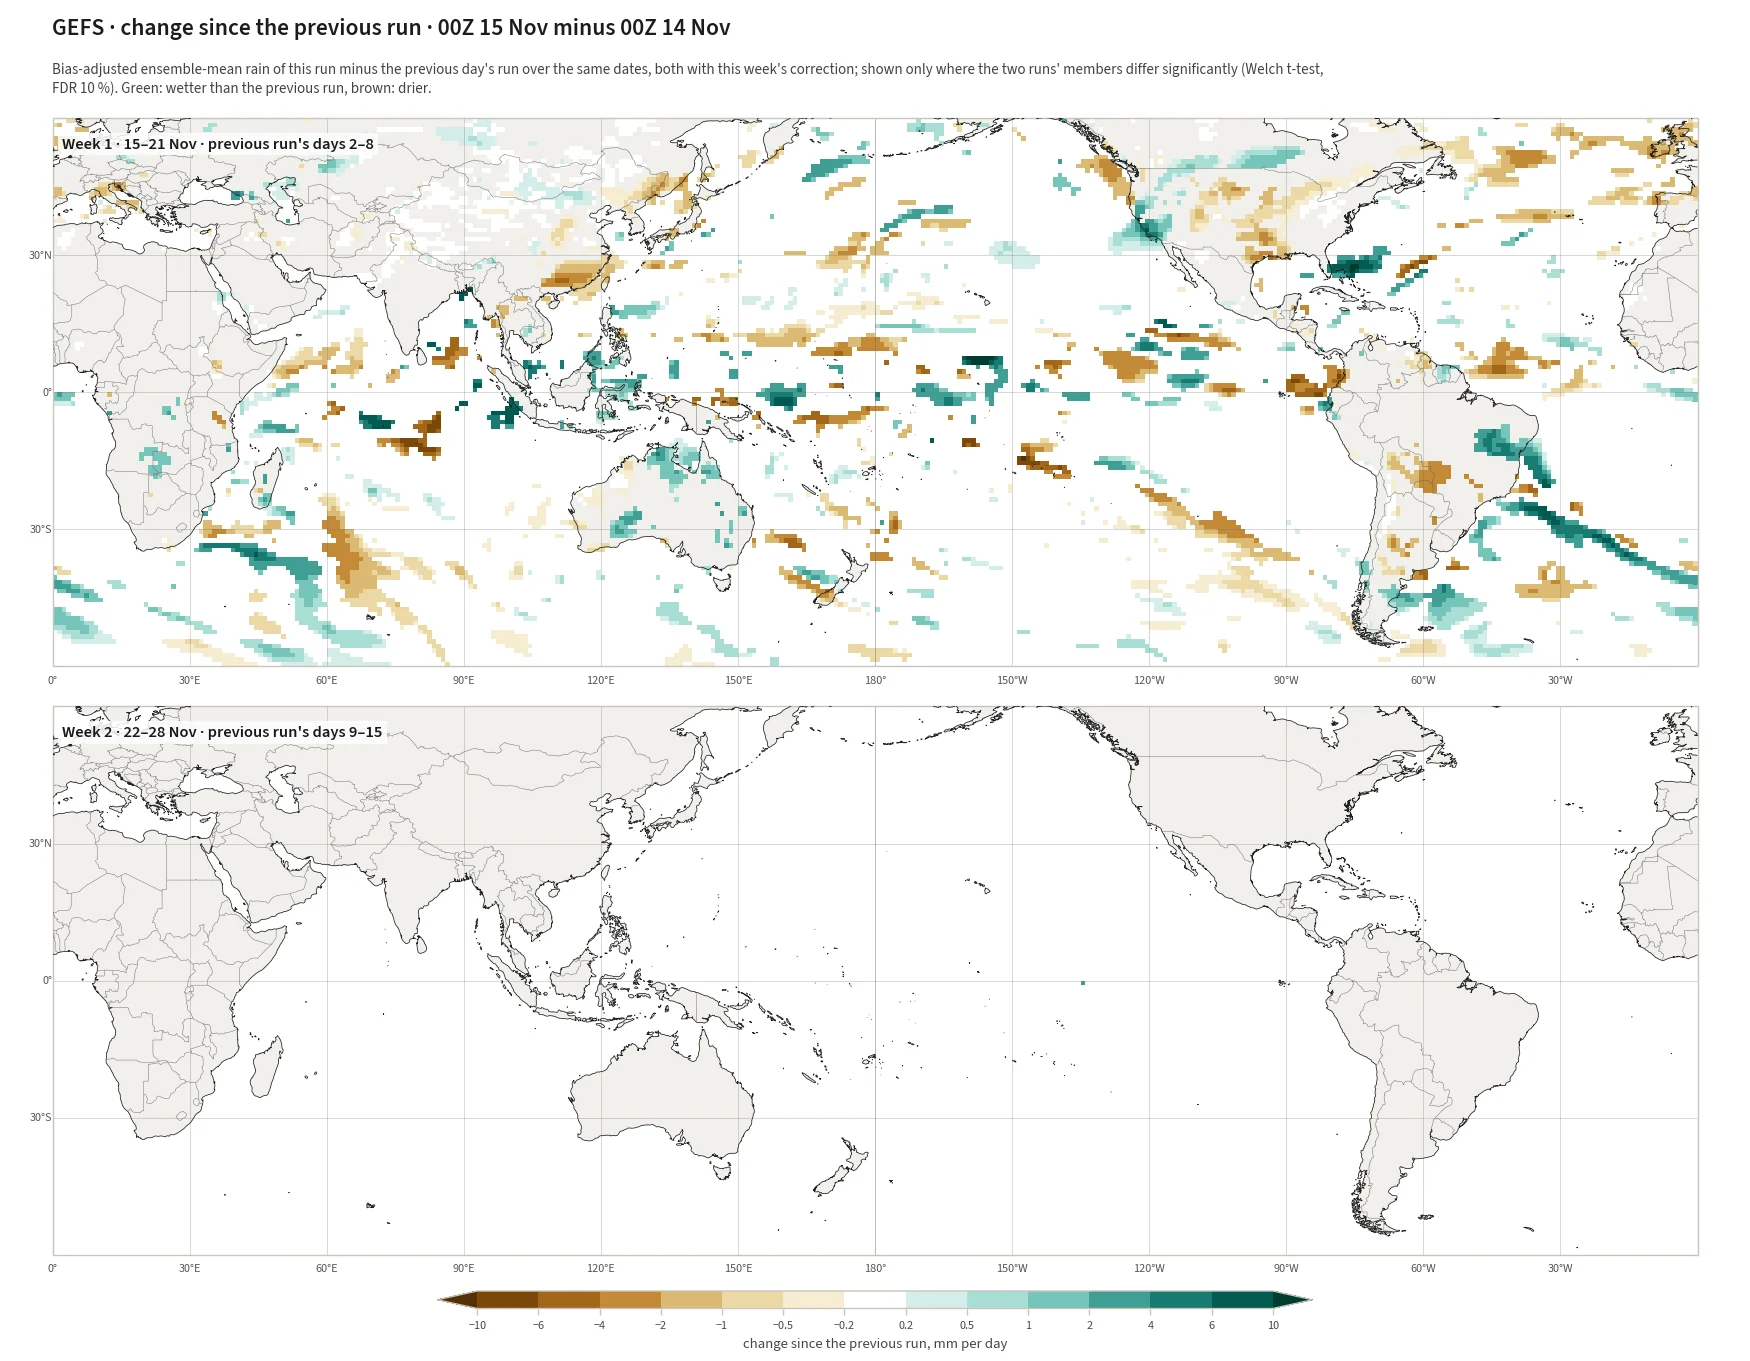 GEFS · change since the previous run · 00Z 15 Nov minus 00Z 14 Nov
Bias-adjusted ensemble-mean rain of this run minus the previous day's run over the same dates, both with this week's correction; shown only where the two runs' members differ significantly (Welch t-test,
FDR 10 %). Green: wetter than the previous run, brown: drier.
Week 1 · 15–21 Nov · previous run's days 2–8
30°N
0°
30°S
0° 30°E 60°E 90°E 120°E 150°E 180° 150°W 120°W 90°W 60°W 30°W
Week 2 · 22–28 Nov · previous run's days 9–15
30°N
0°
30°S
0° 30°E 60°E 90°E 120°E 150°E 180° 150°W 120°W 90°W 60°W 30°W
−10 −6 −4 −2 −1 −0.5 −0.2 0.2 0.5 1 2 4 6 10
change since the previous run, mm per day